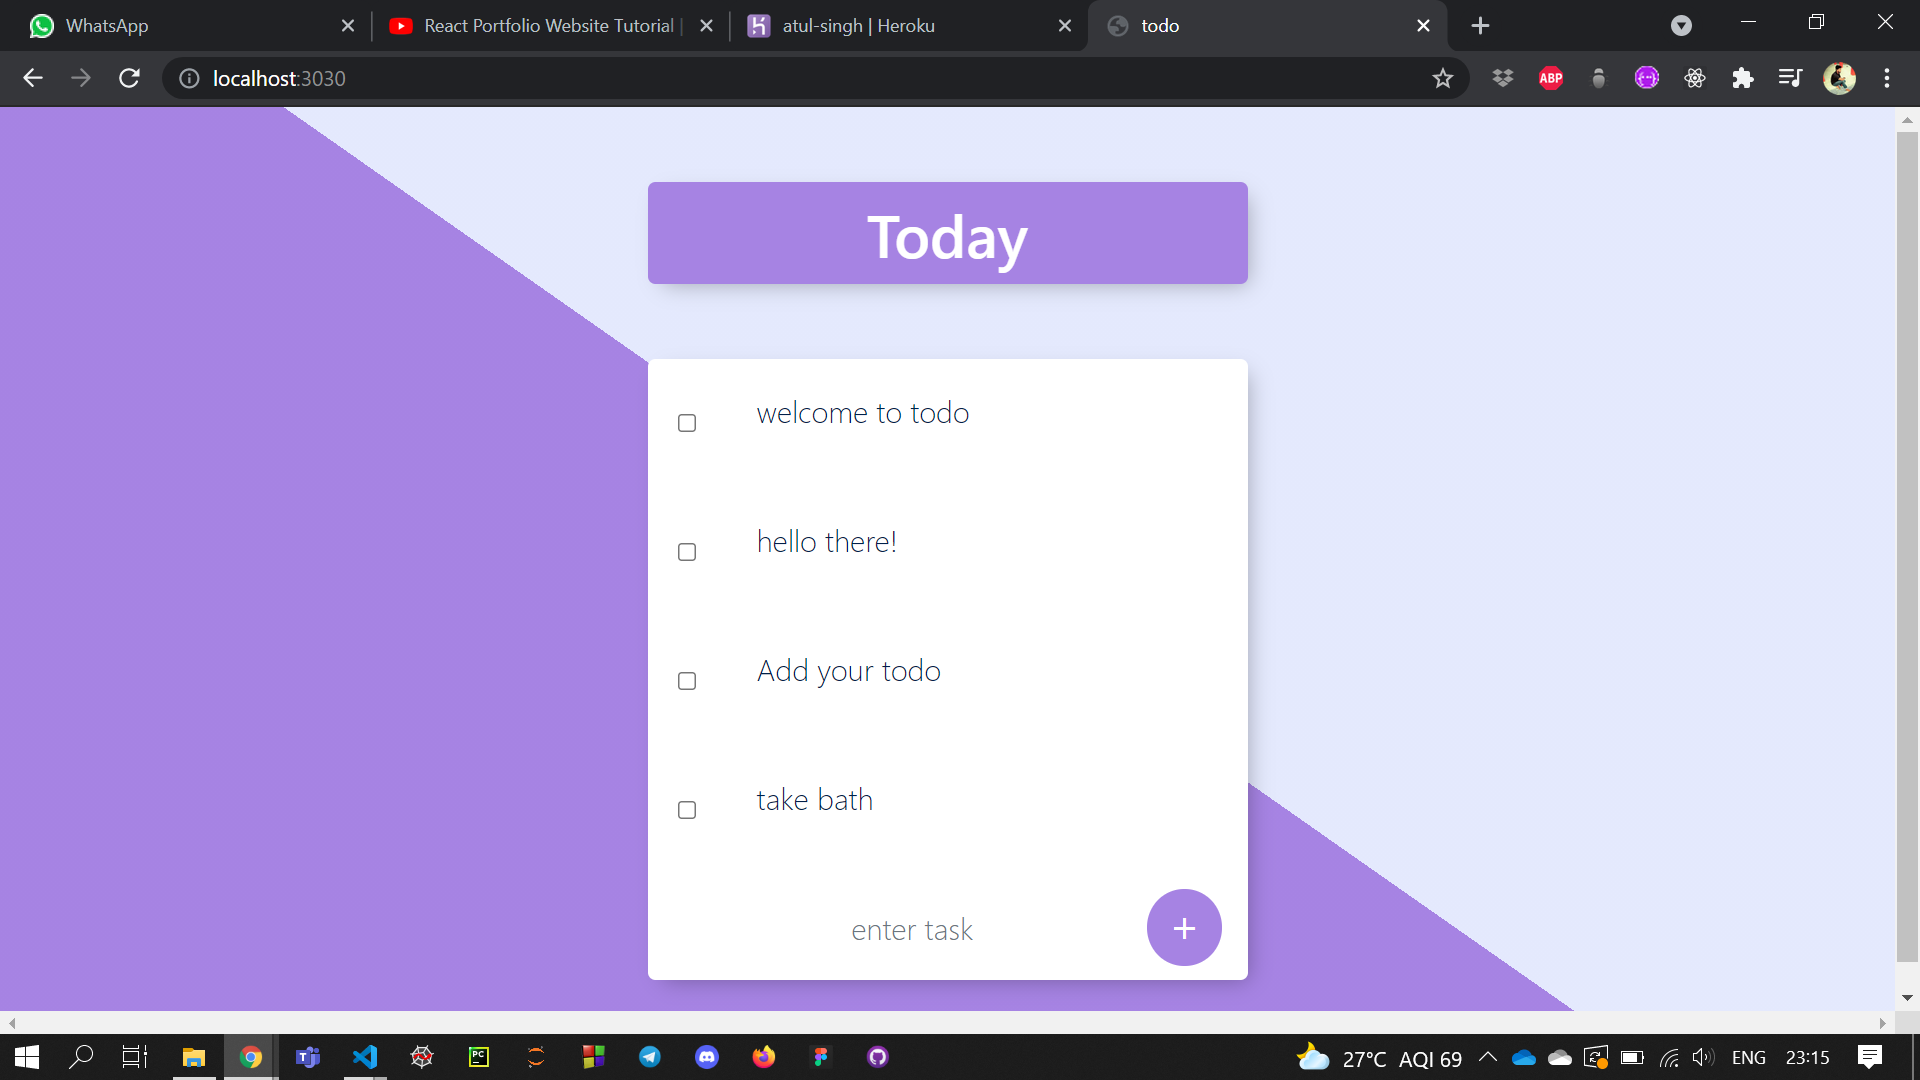 WhatsApp
React Portfolio Website Tutorial |
atul-singh | Heroku
todo
localhost:3030
ABP
Today
welcome to todo
hello there!
Add your todo
take bath
enter task
+
27°C AQI 69
ENG
23:15